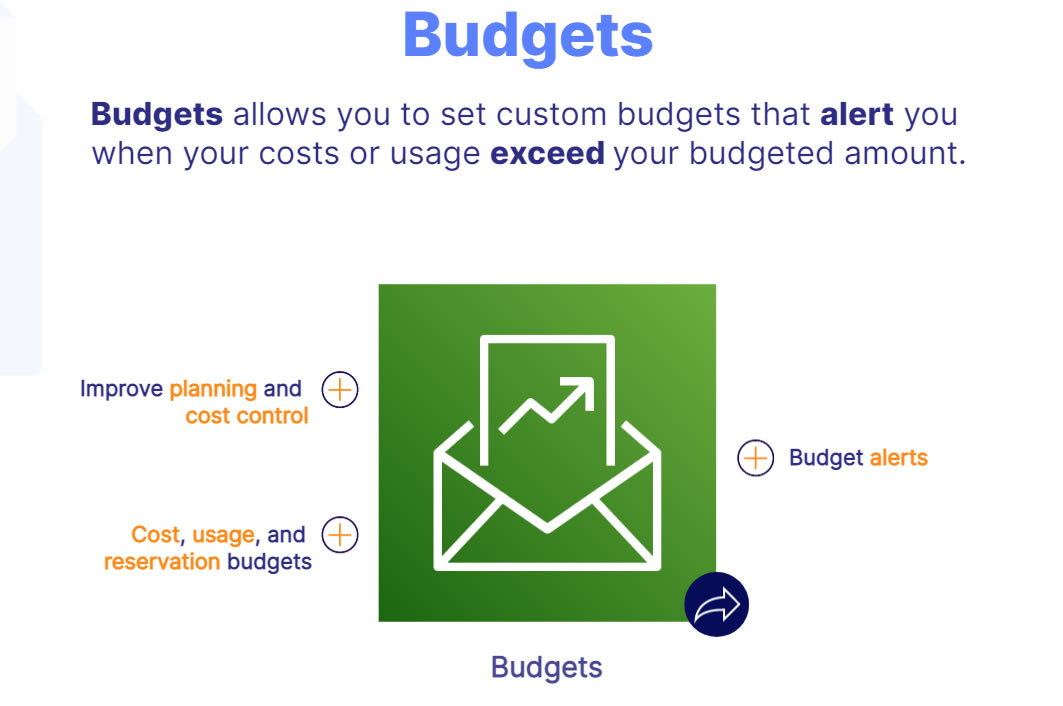 Budgets
Budgets allows you to set custom budgets that alert you
when your costs or usage exceed your budgeted amount.
Improve planning and
cost control
Cost, usage, and
reservation budgets
Budget alerts
Budgets